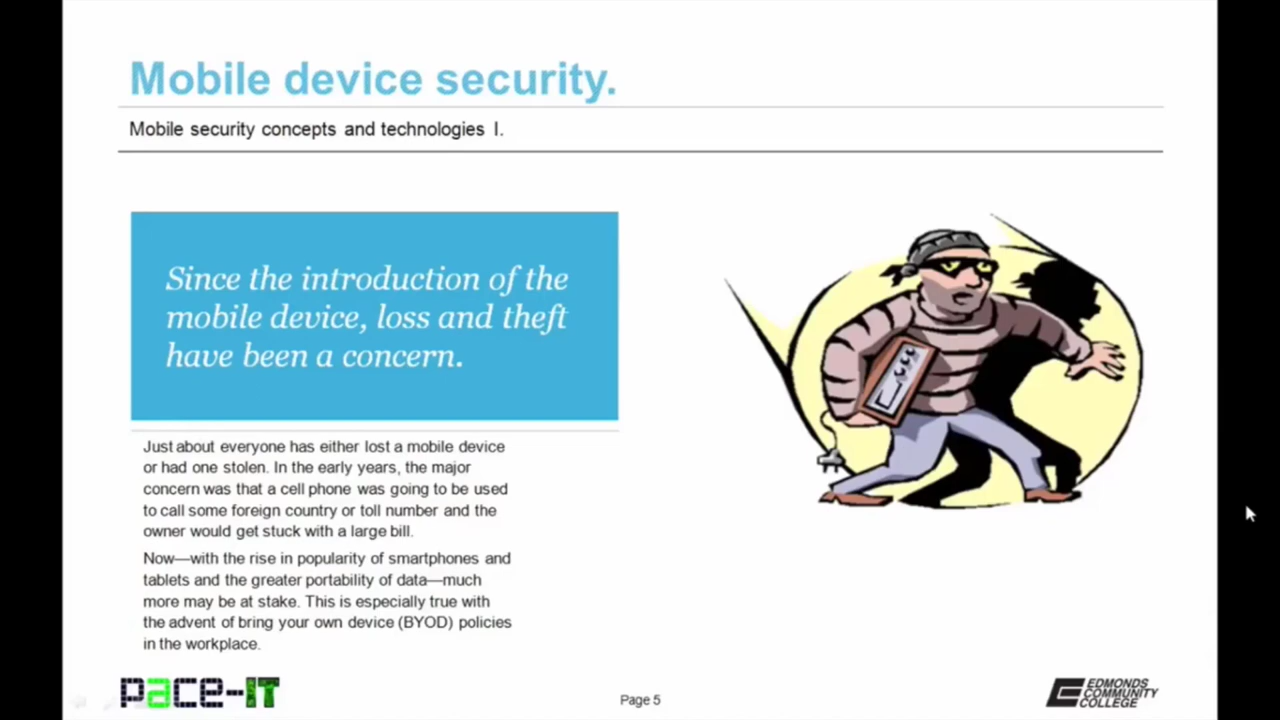 Mobile device security.
Mobile security concepts and technologies I.
Since the introduction of the
mobile device, loss and theft
have been a concern.
Just about everyone has either lost a mobile device
or had one stolen. In the early years, the major
concern was that a cell phone was going to be used
to call some foreign country or toll number and the
owner would get stuck with a large bill.
Now—with the rise in popularity of smartphones and
tablets and the greater portability of data—much
more may be at stake. This is especially true with
the advent of bring your own device (BYOD) policies
in the workplace.
pace-IT
Page 5
EDMONDS
COMMUNITY
COLLEGE